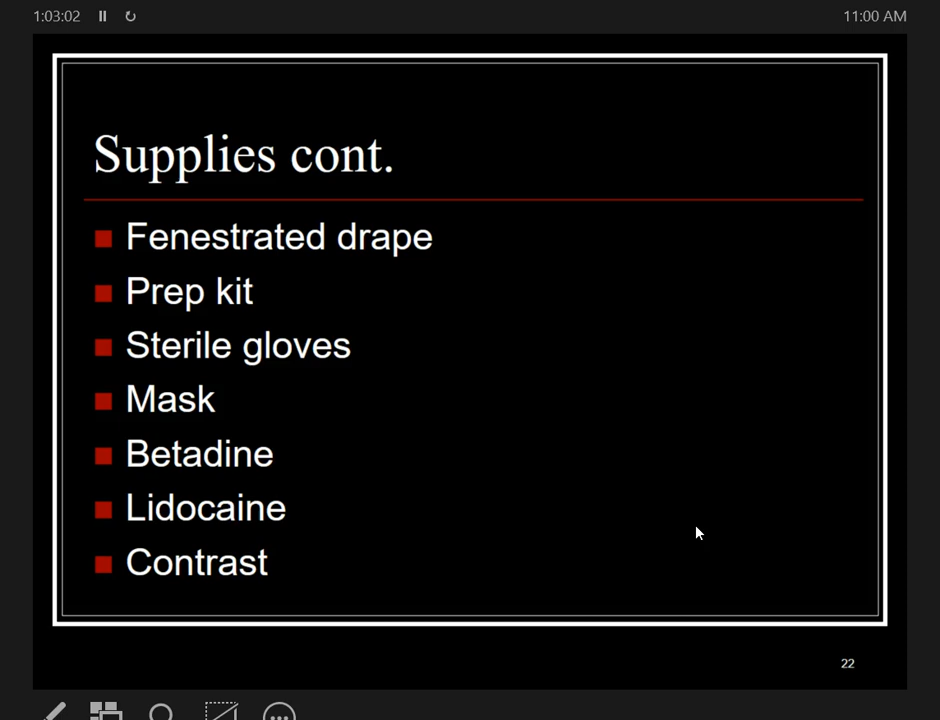 1:03:02
11:00 AM
Supplies cont.
Fenestrated drape
Prep kit
Sterile gloves
Mask
Betadine
Lidocaine
Contrast
22